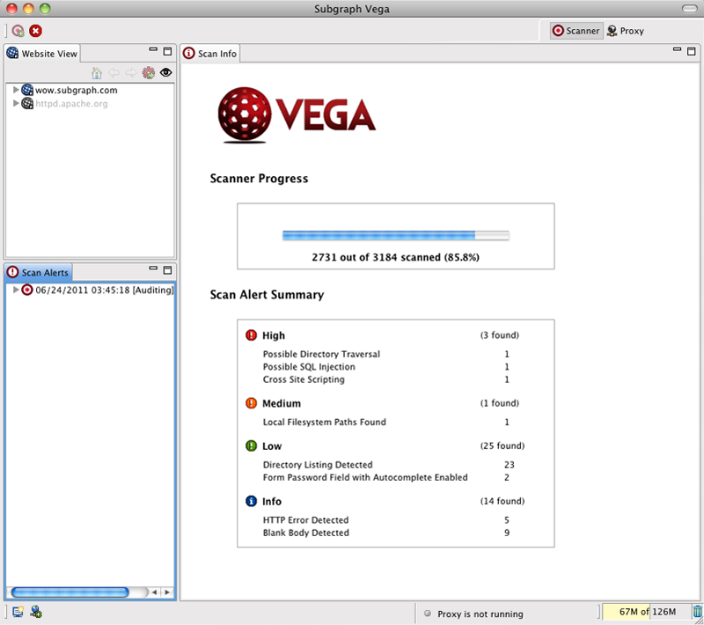 Subgraph Vega
Scanner Proxy
Website View
wow.subgraph.com
httpd.apache.org
Scan Alerts
06/24/2011 03:45:18 [Auditing]
Scan Info
VEGA
Scanner Progress
2731 out of 3184 scanned (85.8%)
Scan Alert Summary
High (3 found)
Possible Directory Traversal 1
Possible SQL Injection 1
Cross Site Scripting 1
Medium (1 found)
Local Filesystem Paths Found 1
Low (25 found)
Directory Listing Detected 23
Form Password Field with Autocomplete Enabled 2
Info (14 found)
HTTP Error Detected 5
Blank Body Detected 9
Proxy is not running
67M of 126M